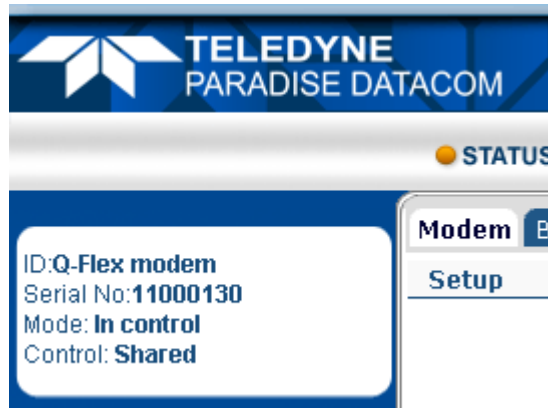 TELEDYNE
PARADISE DATACOM
STATUS
Modem
Setup
ID:Q-Flex modem
Serial No:11000130
Mode: In control
Control: Shared